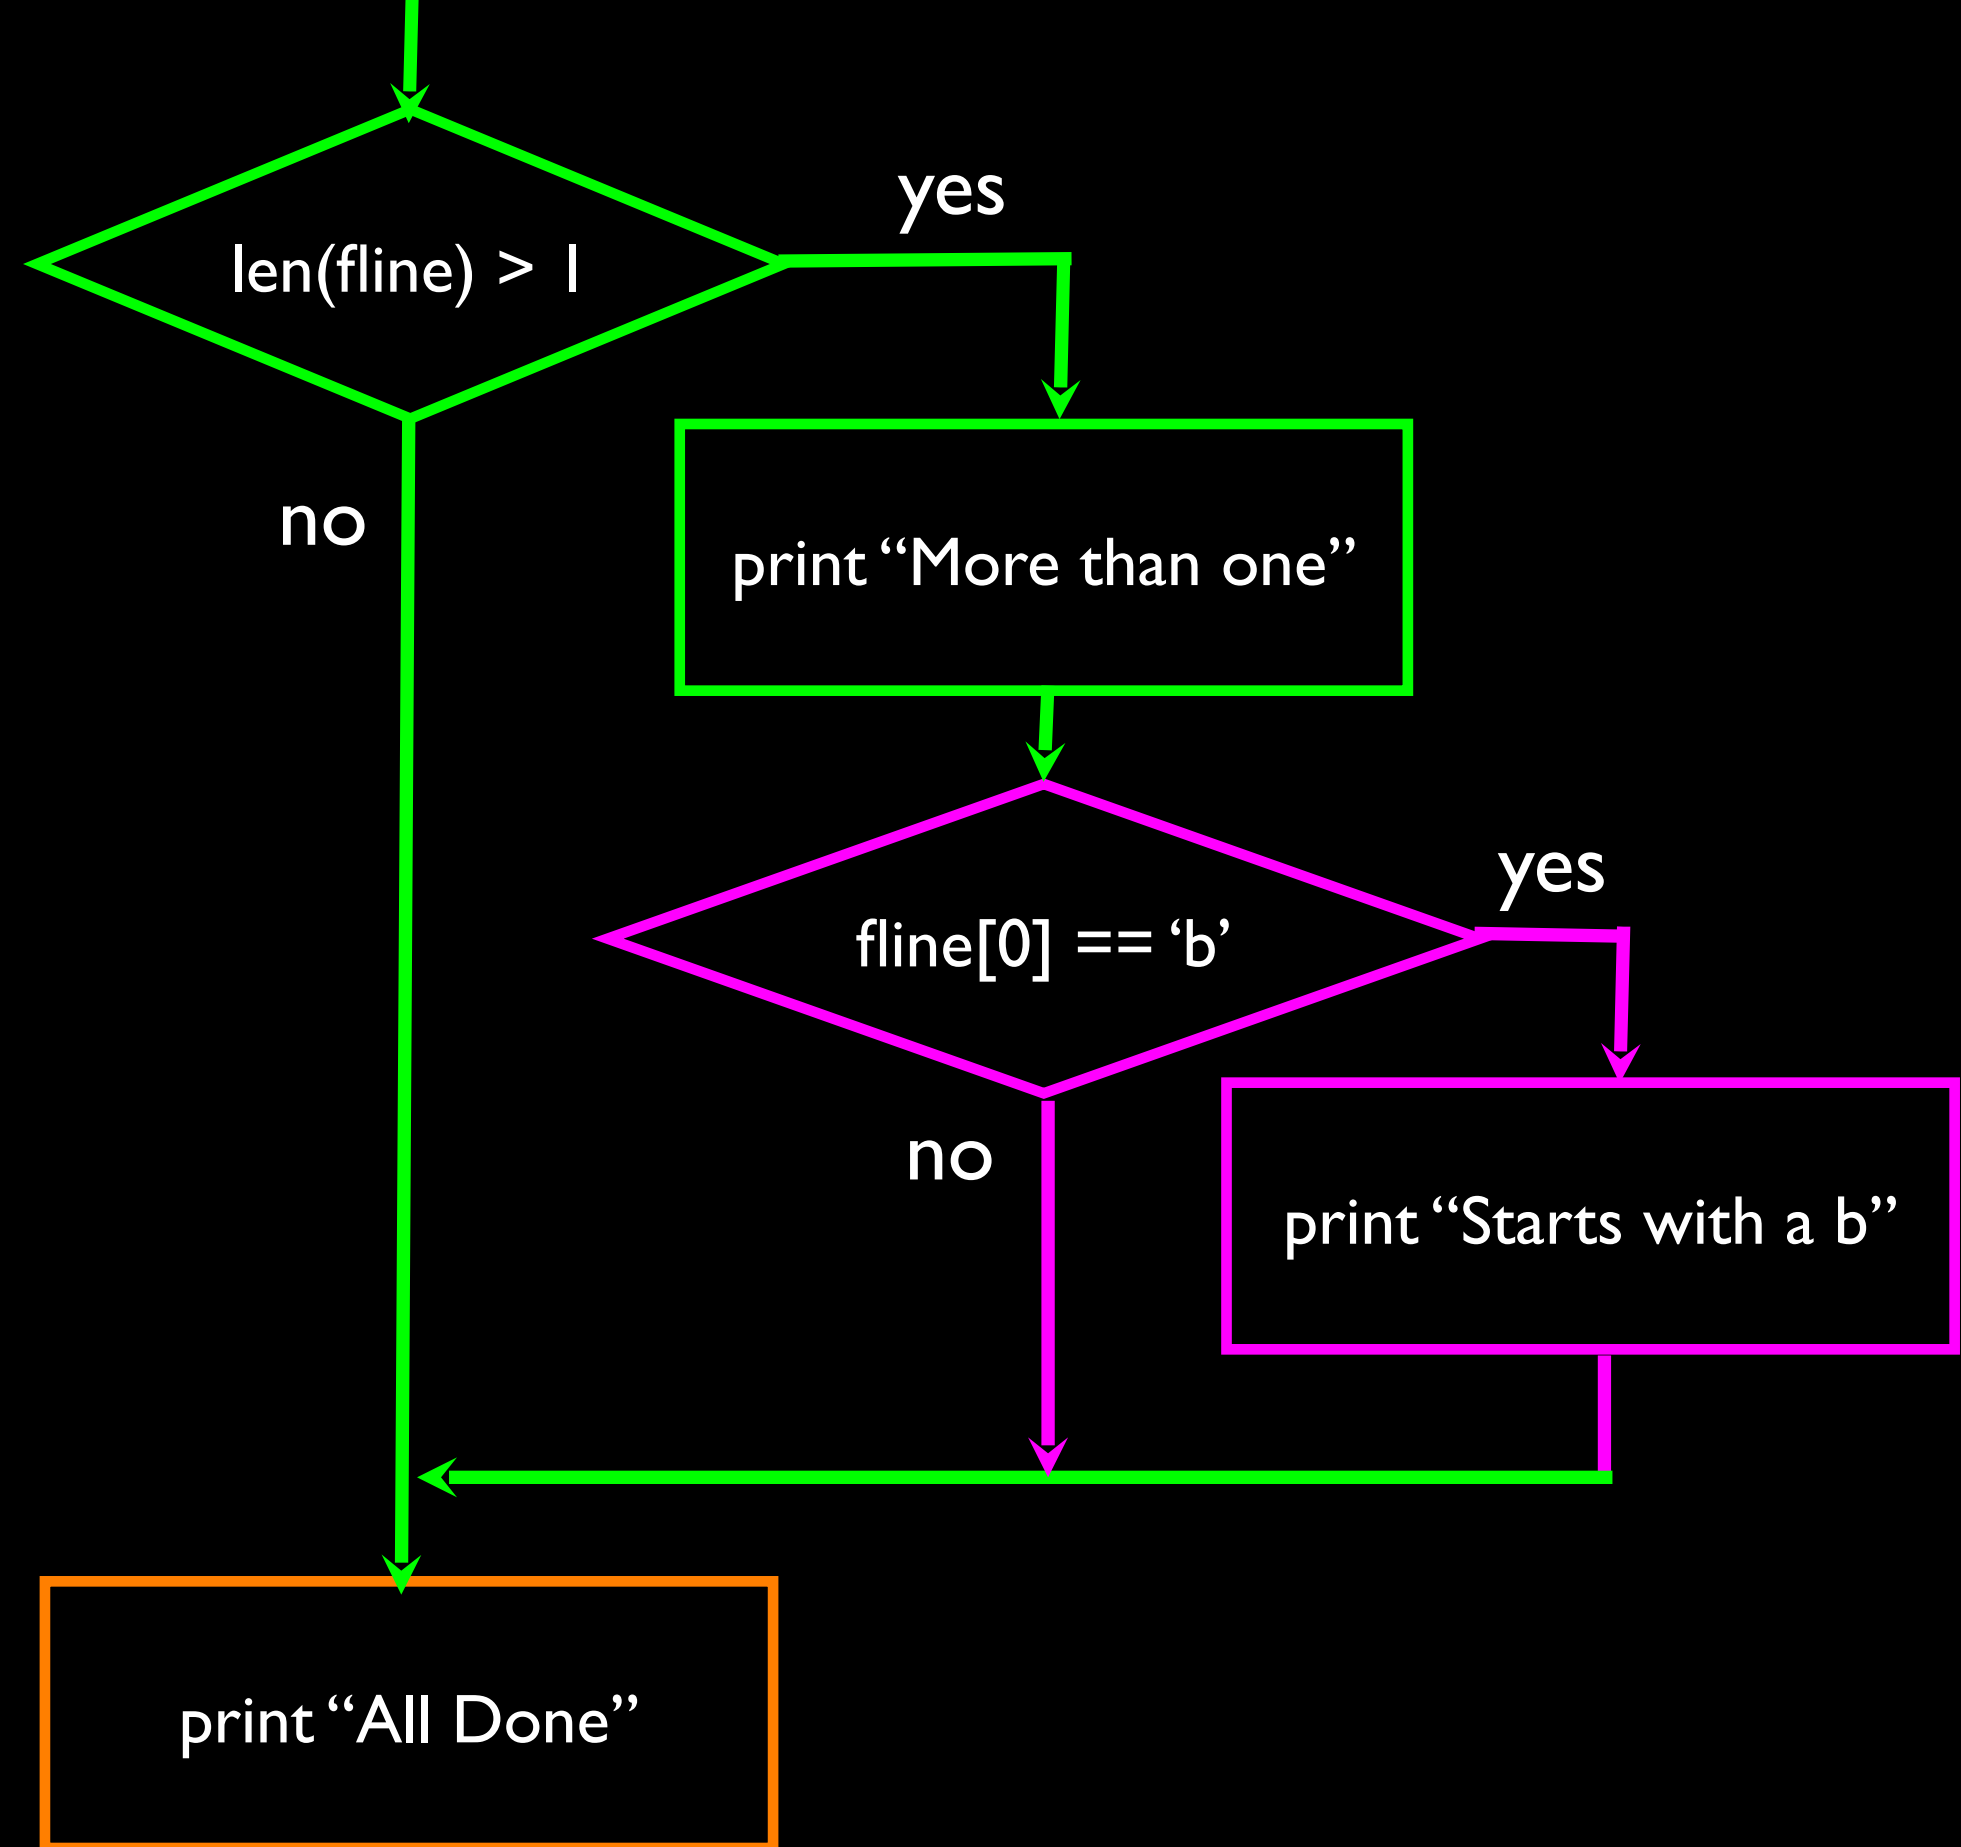 yes
len(fline) > 1
no
print “More than one”
yes
fline[0] == ‘b’
no
print “Starts with a b”
print “All Done”